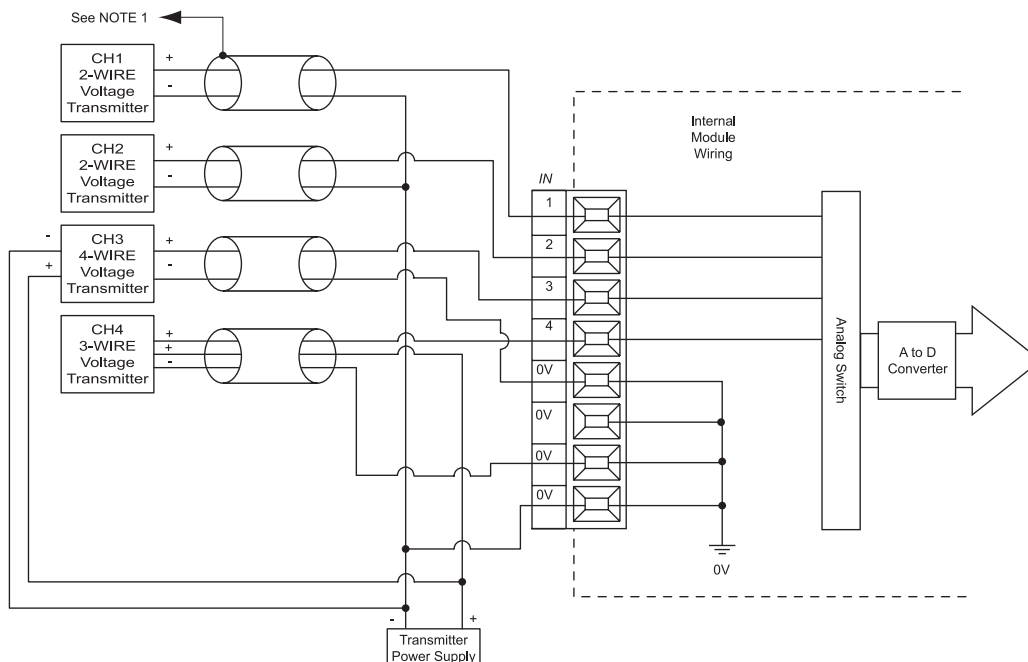 See NOTE 1
CH1
2-WIRE
Voltage
Transmitter
+
-
CH2
2-WIRE
Voltage
Transmitter
+
-
-
+
CH3
4-WIRE
Voltage
Transmitter
+
-
CH4
3-WIRE
Voltage
Transmitter
+
+
-
Internal
Module
Wiring
IN
1
2
3
4
0V
0V
0V
0V
0V
Analog Switch
A to D
Converter
-
+
Transmitter
Power Supply